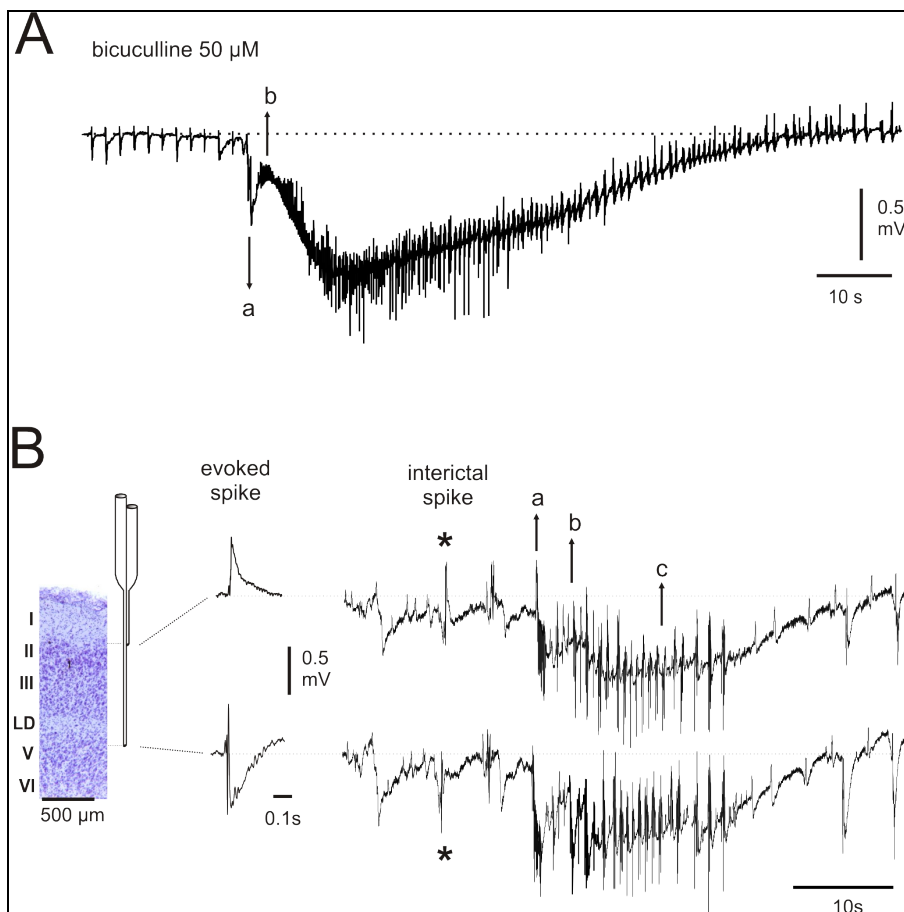 A
bicuculline 50 µM
b
a
0.5
mV
10 s
B
evoked
spike
interictal
spike
*
a
b
c
I
II
III
LD
V
VI
500 µm
0.5
mV
0.1s
*
10s